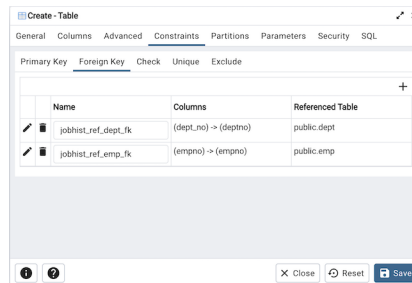 Create - Table
General Columns Advanced Constraints Partitions Parameters Security SQL
Primary Key Foreign Key Check Unique Exclude
Name Columns Referenced Table
jobhist_ref_dept_fk (dept_no) -> (deptno) public.dept
jobhist_ref_emp_fk (empno) -> (empno) public.emp
Close Reset Save